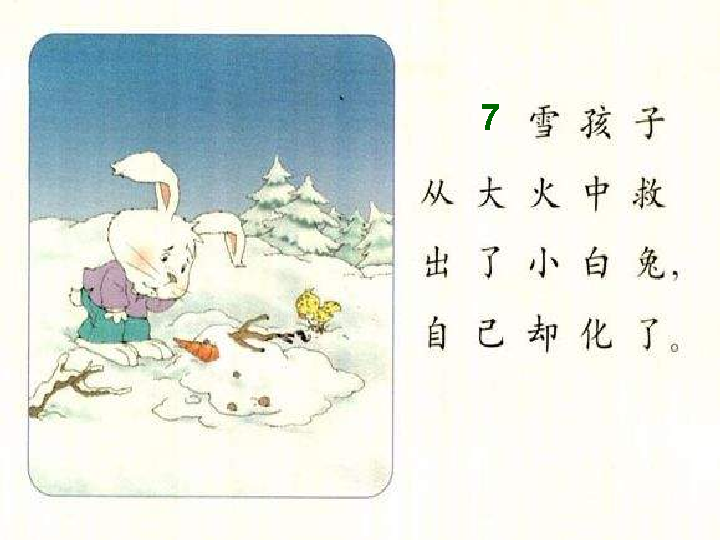 7 雪孩子
从大火中救
出了小白兔，
自己却化了。